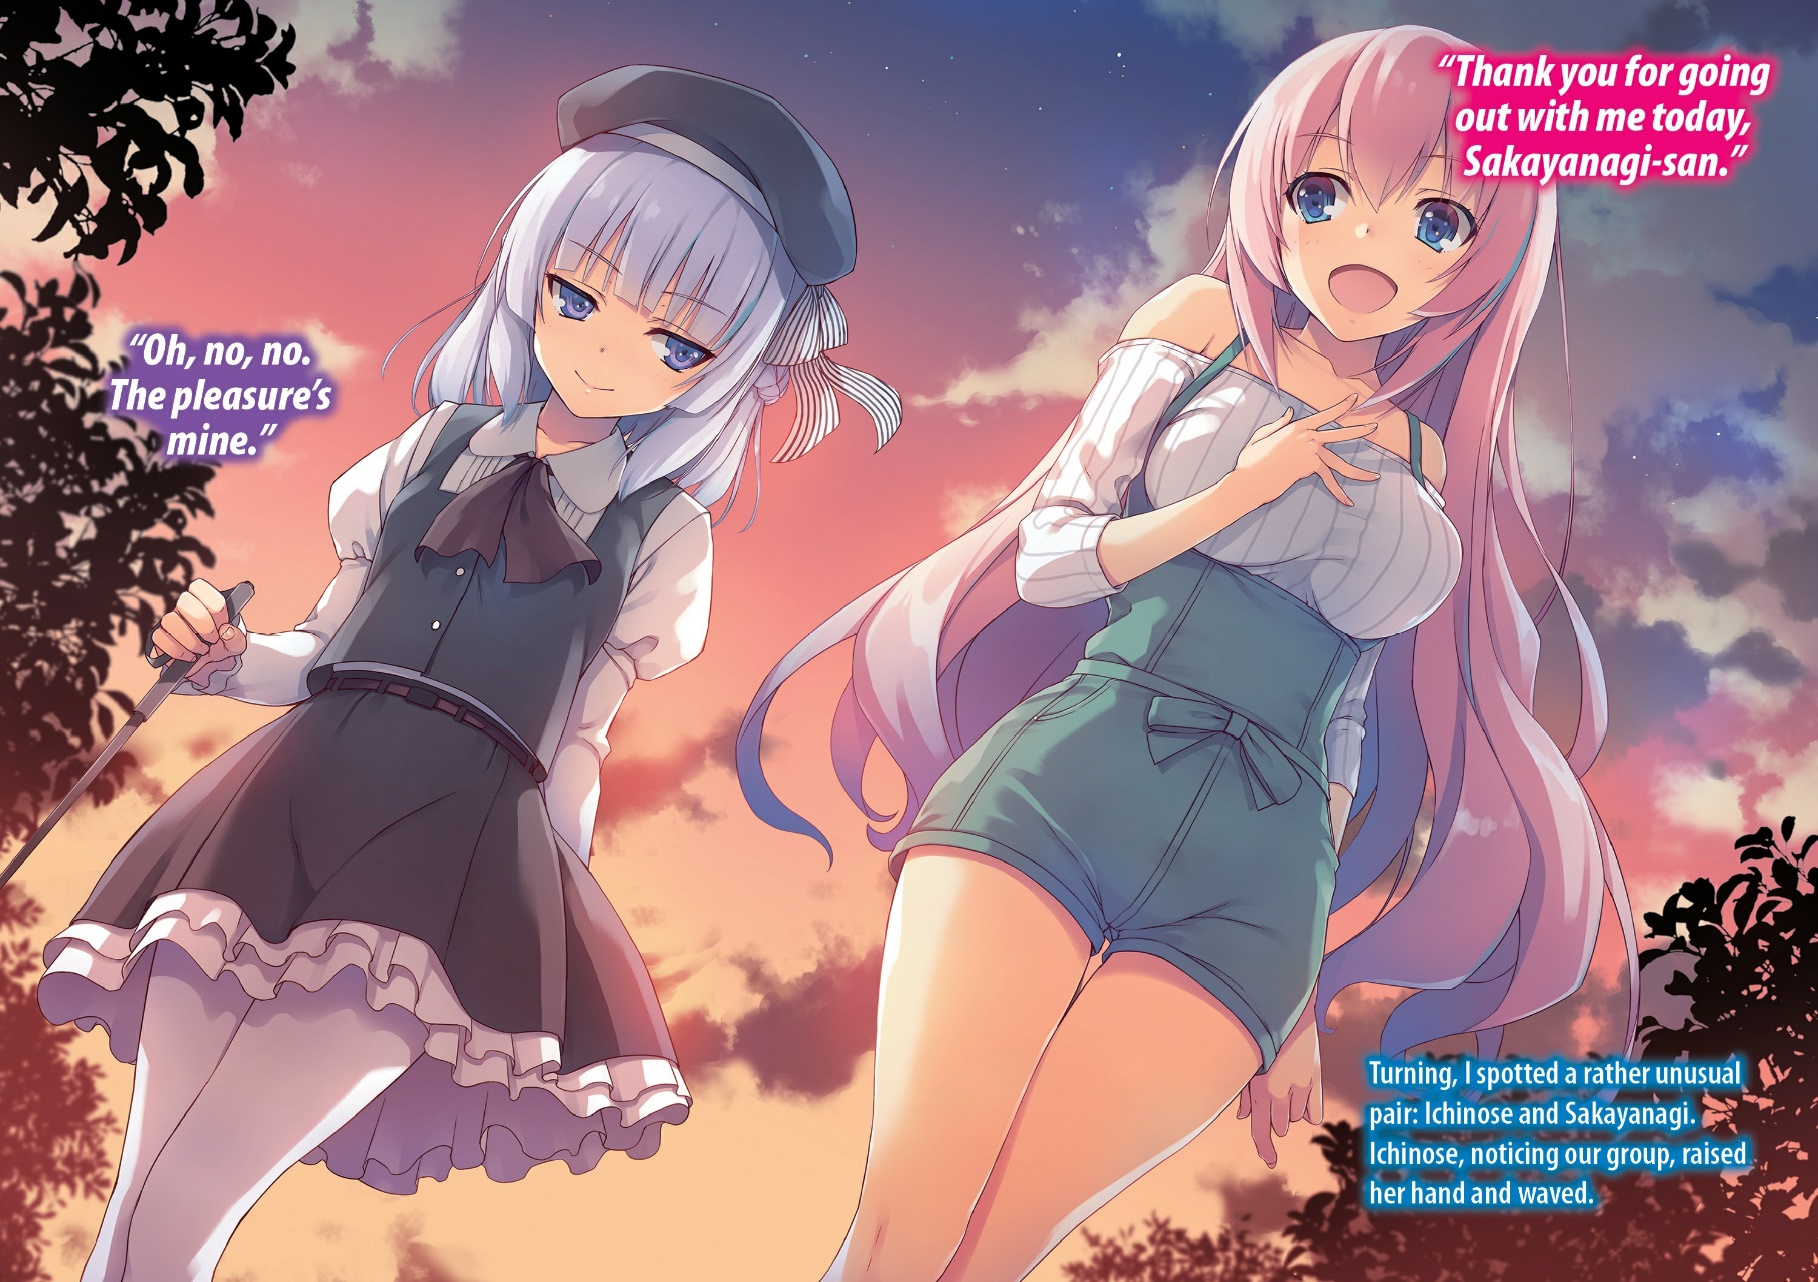 “Thank you for going
out with me today,
Sakayanagi-san.”
“Oh, no, no.
The pleasure’s
mine.”
Turning, I spotted a rather unusual
pair: Ichinose and Sakayanagi.
Ichinose, noticing our group, raised
her hand and waved.